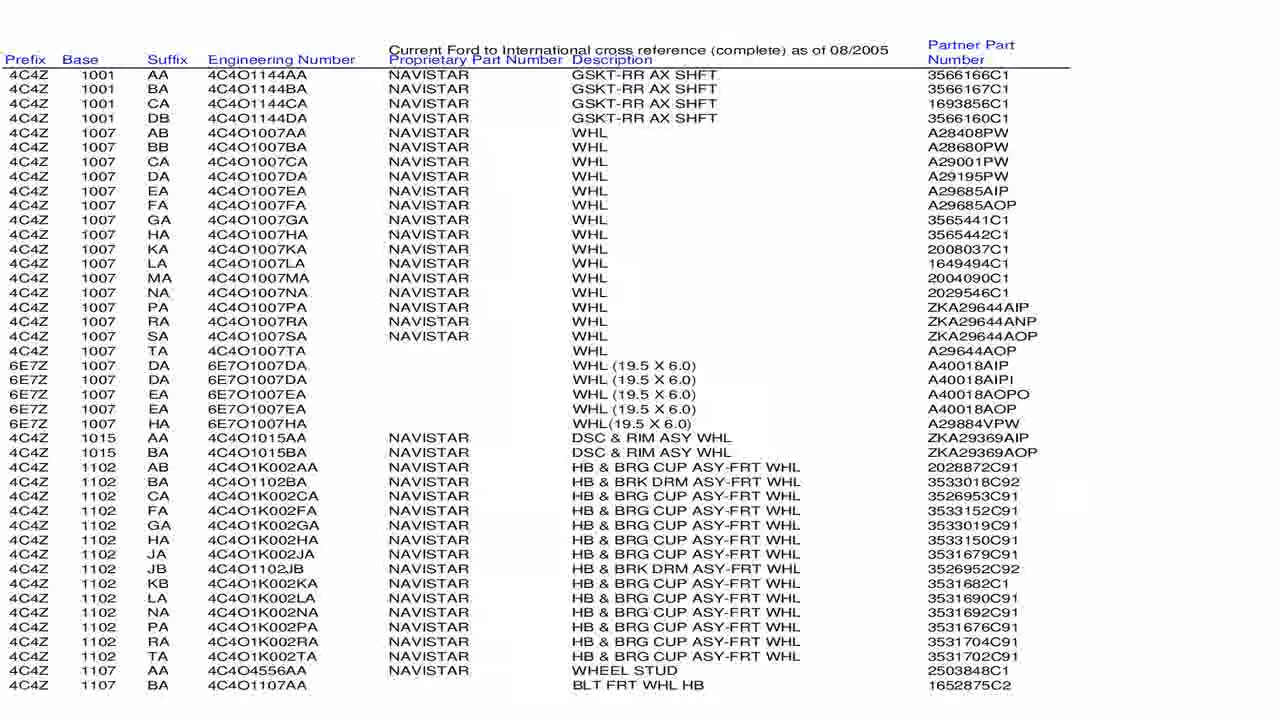 Current Ford to International cross reference (complete) as of 08/2005 Partner Part
Prefix Base Suffix Engineering Number Proprietary Part Number Description Number
4C4Z 1001 AA 4C4O1144AA NAVISTAR GSKT-RR AX SHFT 3566166C1
4C4Z 1001 BA 4C4O1144BA NAVISTAR GSKT-RR AX SHFT 3566167C1
4C4Z 1001 CA 4C4O1144CA NAVISTAR GSKT-RR AX SHFT 1693856C1
4C4Z 1001 DB 4C4O1144DA NAVISTAR GSKT-RR AX SHFT 3566160C1
4C4Z 1007 AB 4C4O1007AA NAVISTAR WHL A28408PW
4C4Z 1007 BB 4C4O1007BA NAVISTAR WHL A28680PW
4C4Z 1007 CA 4C4O1007CA NAVISTAR WHL A29001PW
4C4Z 1007 DA 4C4O1007DA NAVISTAR WHL A29195PW
4C4Z 1007 EA 4C4O1007EA NAVISTAR WHL A29685AIP
4C4Z 1007 FA 4C4O1007FA NAVISTAR WHL A29685AOP
4C4Z 1007 GA 4C4O1007GA NAVISTAR WHL 3565441C1
4C4Z 1007 HA 4C4O1007HA NAVISTAR WHL 3565442C1
4C4Z 1007 KA 4C4O1007KA NAVISTAR WHL 2008037C1
4C4Z 1007 LA 4C4O1007LA NAVISTAR WHL 1649494C1
4C4Z 1007 MA 4C4O1007MA NAVISTAR WHL 2004090C1
4C4Z 1007 NA 4C4O1007NA NAVISTAR WHL 2029546C1
4C4Z 1007 PA 4C4O1007PA NAVISTAR WHL ZKA29644AIP
4C4Z 1007 RA 4C4O1007RA NAVISTAR WHL ZKA29644ANP
4C4Z 1007 SA 4C4O1007SA NAVISTAR WHL ZKA29644AOP
4C4Z 1007 TA 4C4O1007TA WHL A29644AOP
6E7Z 1007 DA 6E7O1007DA WHL (19.5 X 6.0) A40018AIP
6E7Z 1007 DA 6E7O1007DA WHL (19.5 X 6.0) A40018AIPI
6E7Z 1007 EA 6E7O1007EA WHL (19.5 X 6.0) A40018AOPO
6E7Z 1007 EA 6E7O1007EA WHL (19.5 X 6.0) A40018AOP
6E7Z 1007 HA 6E7O1007HA WHL(19.5 X 6.0) A29884VPW
4C4Z 1015 AA 4C4O1015AA NAVISTAR DSC & RIM ASY WHL ZKA29369AIP
4C4Z 1015 BA 4C4O1015BA NAVISTAR DSC & RIM ASY WHL ZKA29369AOP
4C4Z 1102 AB 4C4O1K002AA NAVISTAR HB & BRG CUP ASY-FRT WHL 2028872C91
4C4Z 1102 BA 4C4O1102BA NAVISTAR HB & BRK DRM ASY-FRT WHL 3533018C92
4C4Z 1102 CA 4C4O1K002CA NAVISTAR HB & BRG CUP ASY-FRT WHL 3526953C91
4C4Z 1102 FA 4C4O1K002FA NAVISTAR HB & BRG CUP ASY-FRT WHL 3533152C91
4C4Z 1102 GA 4C4O1K002GA NAVISTAR HB & BRG CUP ASY-FRT WHL 3533019C91
4C4Z 1102 HA 4C4O1K002HA NAVISTAR HB & BRG CUP ASY-FRT WHL 3533150C91
4C4Z 1102 JA 4C4O1K002JA NAVISTAR HB & BRG CUP ASY-FRT WHL 3531679C91
4C4Z 1102 JB 4C4O1102JB NAVISTAR HB & BRK DRM ASY-FRT WHL 3526952C92
4C4Z 1102 KB 4C4O1K002KA NAVISTAR HB & BRG CUP ASY-FRT WHL 3531682C1
4C4Z 1102 LA 4C4O1K002LA NAVISTAR HB & BRG CUP ASY-FRT WHL 3531690C91
4C4Z 1102 NA 4C4O1K002NA NAVISTAR HB & BRG CUP ASY-FRT WHL 3531692C91
4C4Z 1102 PA 4C4O1K002PA NAVISTAR HB & BRG CUP ASY-FRT WHL 3531676C91
4C4Z 1102 RA 4C4O1K002RA NAVISTAR HB & BRG CUP ASY-FRT WHL 3531704C91
4C4Z 1102 TA 4C4O1K002TA NAVISTAR HB & BRG CUP ASY-FRT WHL 3531702C91
4C4Z 1107 AA 4C4O4556AA NAVISTAR WHEEL STUD 2503848C1
4C4Z 1107 BA 4C4O1107AA BLT FRT WHL HB 1652875C2